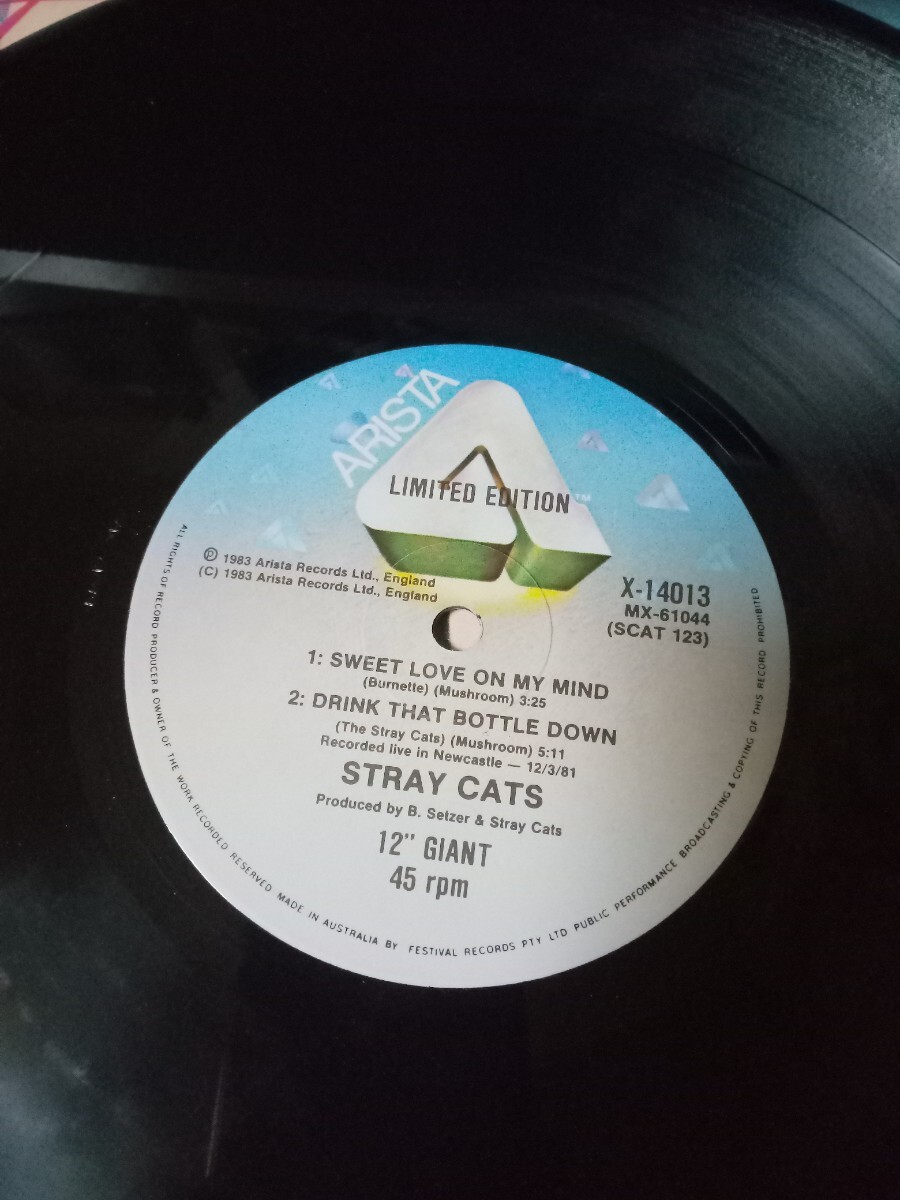 ARISTA
LIMITED EDITION™
Ⓟ 1983 Arista Records Ltd., England
(C) 1983 Arista Records Ltd., England
X-14013
MX-61044
(SCAT 123)
1: SWEET LOVE ON MY MIND
(Burnette) (Mushroom) 3:25
2: DRINK THAT BOTTLE DOWN
(The Stray Cats) (Mushroom) 5:11
Recorded live in Newcastle — 12/3/81
STRAY CATS
Produced by B. Setzer & Stray Cats
12" GIANT
45 rpm
ALL RIGHTS OF RECORD PRODUCER & OWNER OF THE WORK RECORDED RESERVED MADE IN AUSTRALIA BY FESTIVAL RECORDS PTY LTD PUBLIC PERFORMANCE BROADCASTING & COPYING OF THIS RECORD PROHIBITED